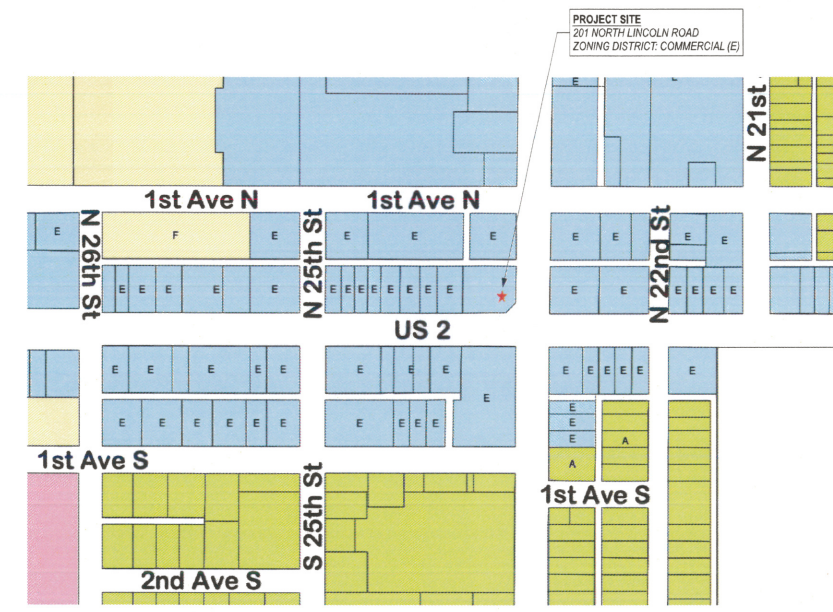 PROJECT SITE
201 NORTH LINCOLN ROAD
ZONING DISTRICT: COMMERCIAL (E)
E
N 21st
1st Ave N
1st Ave N
E
N 26th St
F
E
N 25th St
E
E
E
E
E
N 22nd St
E
E
E E E E E
E E E E E E E E
E
E
E E E E
US 2
E E E E E
E E E
E
E E E E E
E
E E E E E
E E E E
E
E
E
A
A
1st Ave S
S 25th St
1st Ave S
2nd Ave S